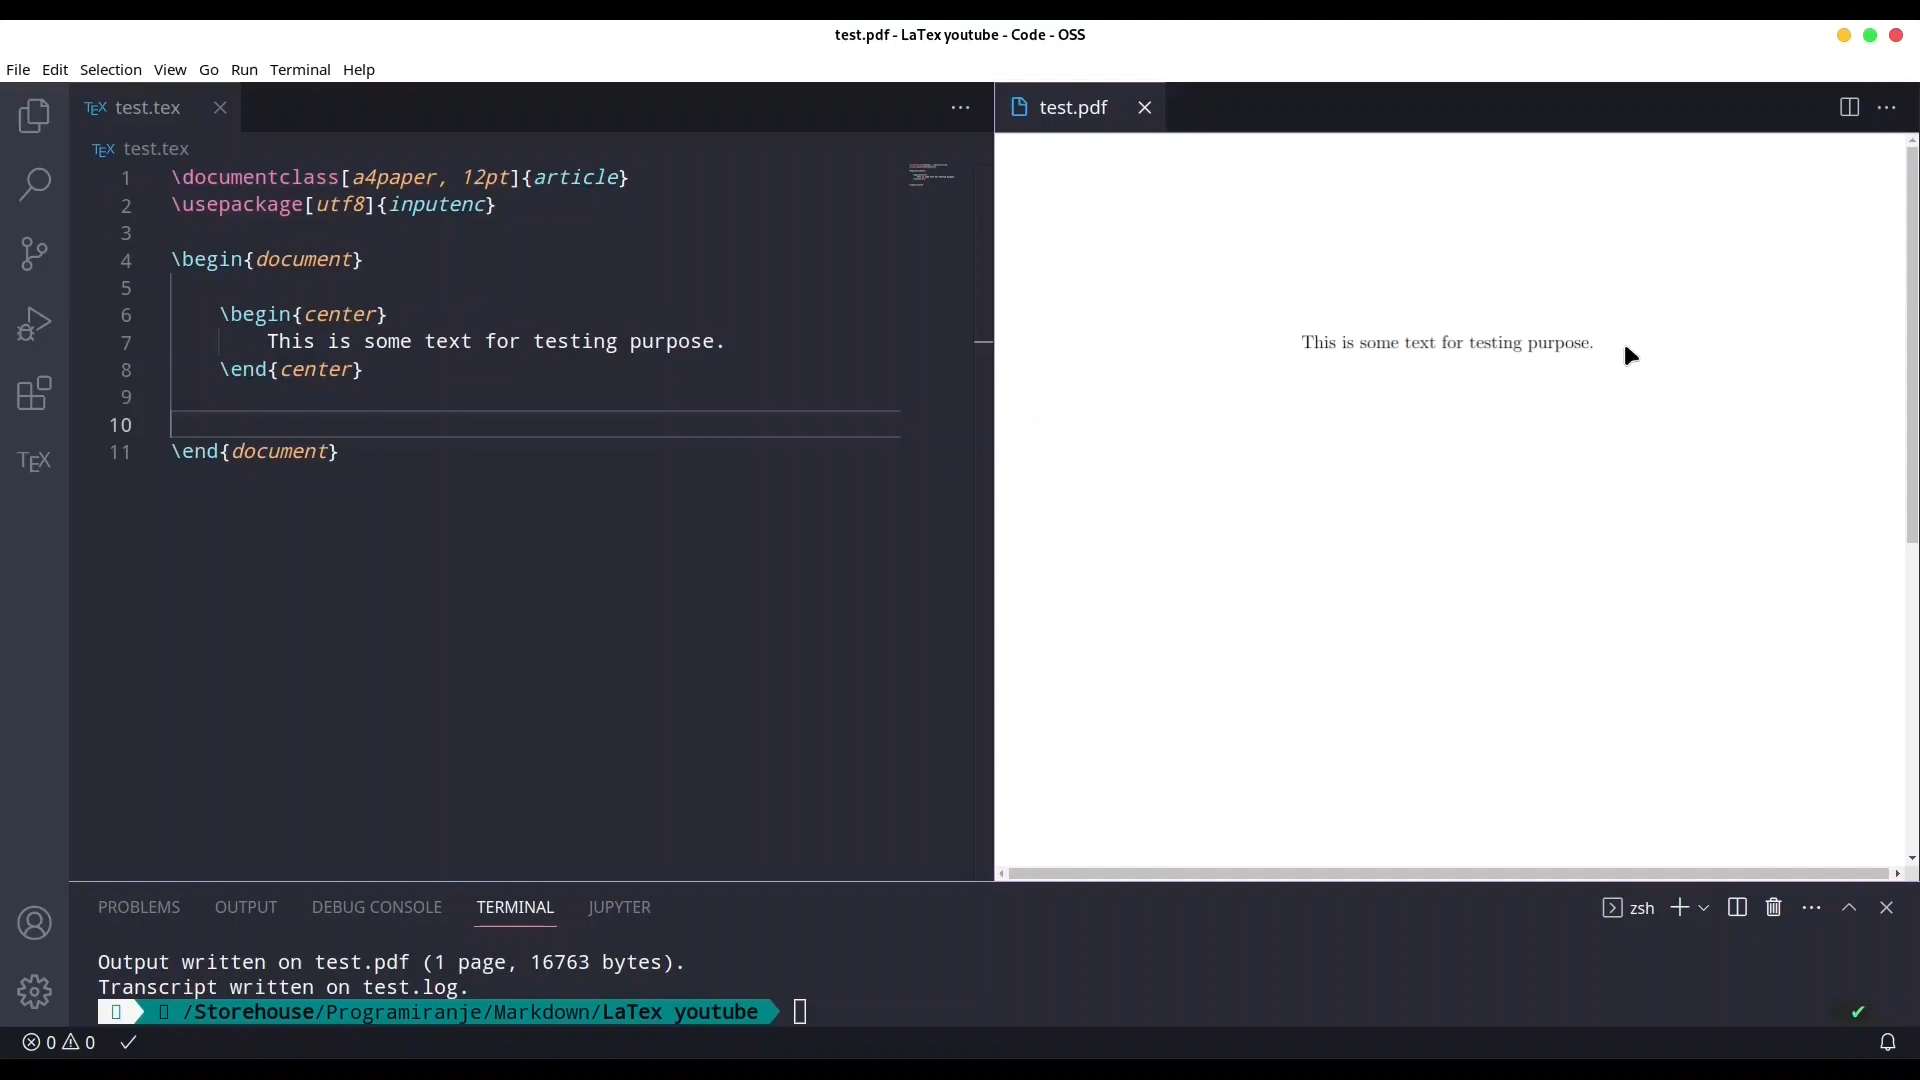 test.pdf - LaTex youtube - Code - OSS
File Edit Selection View Go Run Terminal Help
TEX test.tex
test.pdf
TEX test.tex
1 \documentclass[a4paper, 12pt]{article}
2 \usepackage[utf8]{inputenc}
3
4 \begin{document}
5
6 \begin{center}
7 This is some text for testing purpose.
8 \end{center}
9
10
11 \end{document}
TEX
This is some text for testing purpose.
PROBLEMS OUTPUT DEBUG CONSOLE TERMINAL JUPYTER
zsh
Output written on test.pdf (1 page, 16763 bytes).
Transcript written on test.log.
/Storehouse/Programiranje/Markdown/LaTex youtube
0 0